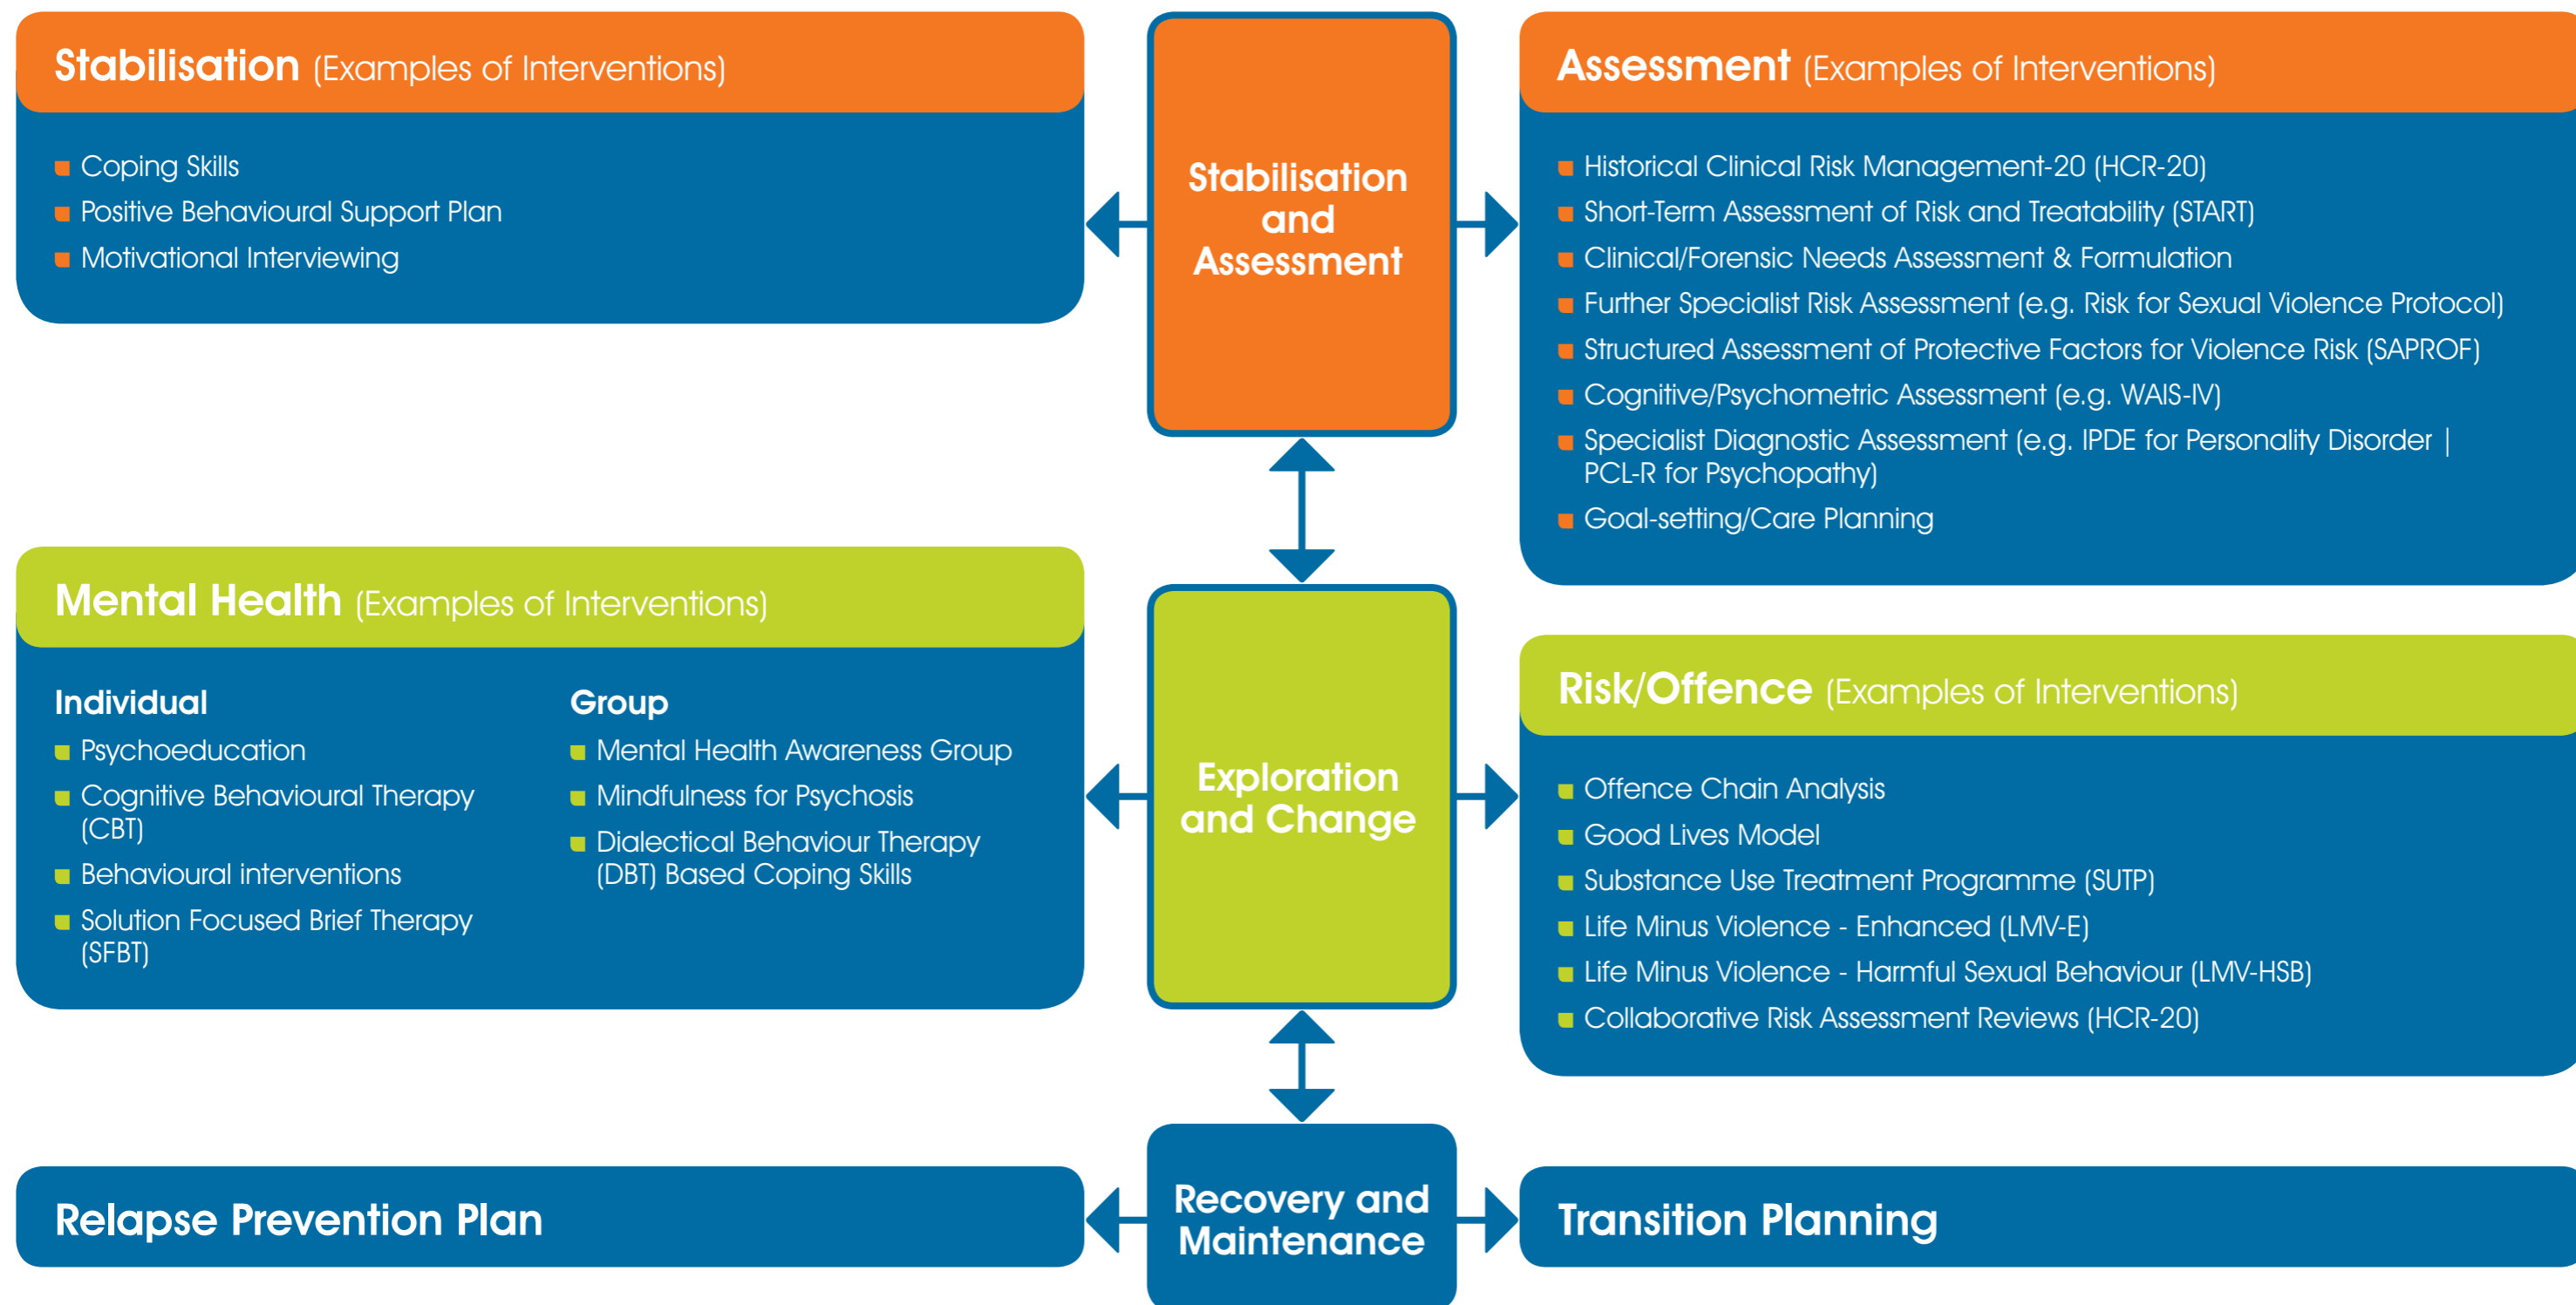 Stabilisation (Examples of Interventions)
Coping Skills
Positive Behavioural Support Plan
Motivational Interviewing
Stabilisation
and
Assessment
Assessment (Examples of Interventions)
Historical Clinical Risk Management-20 (HCR-20)
Short-Term Assessment of Risk and Treatability (START)
Clinical/Forensic Needs Assessment & Formulation
Further Specialist Risk Assessment (e.g. Risk for Sexual Violence Protocol)
Structured Assessment of Protective Factors for Violence Risk (SAPROF)
Cognitive/Psychometric Assessment (e.g. WAIS-IV)
Specialist Diagnostic Assessment (e.g. IPDE for Personality Disorder |
PCL-R for Psychopathy)
Goal-setting/Care Planning
Mental Health (Examples of Interventions)
Individual
Psychoeducation
Cognitive Behavioural Therapy
(CBT)
Behavioural interventions
Solution Focused Brief Therapy
(SFBT)
Group
Mental Health Awareness Group
Mindfulness for Psychosis
Dialectical Behaviour Therapy
(DBT) Based Coping Skills
Exploration
and Change
Risk/Offence (Examples of Interventions)
Offence Chain Analysis
Good Lives Model
Substance Use Treatment Programme (SUTP)
Life Minus Violence - Enhanced (LMV-E)
Life Minus Violence - Harmful Sexual Behaviour (LMV-HSB)
Collaborative Risk Assessment Reviews (HCR-20)
Relapse Prevention Plan
Recovery and
Maintenance
Transition Planning